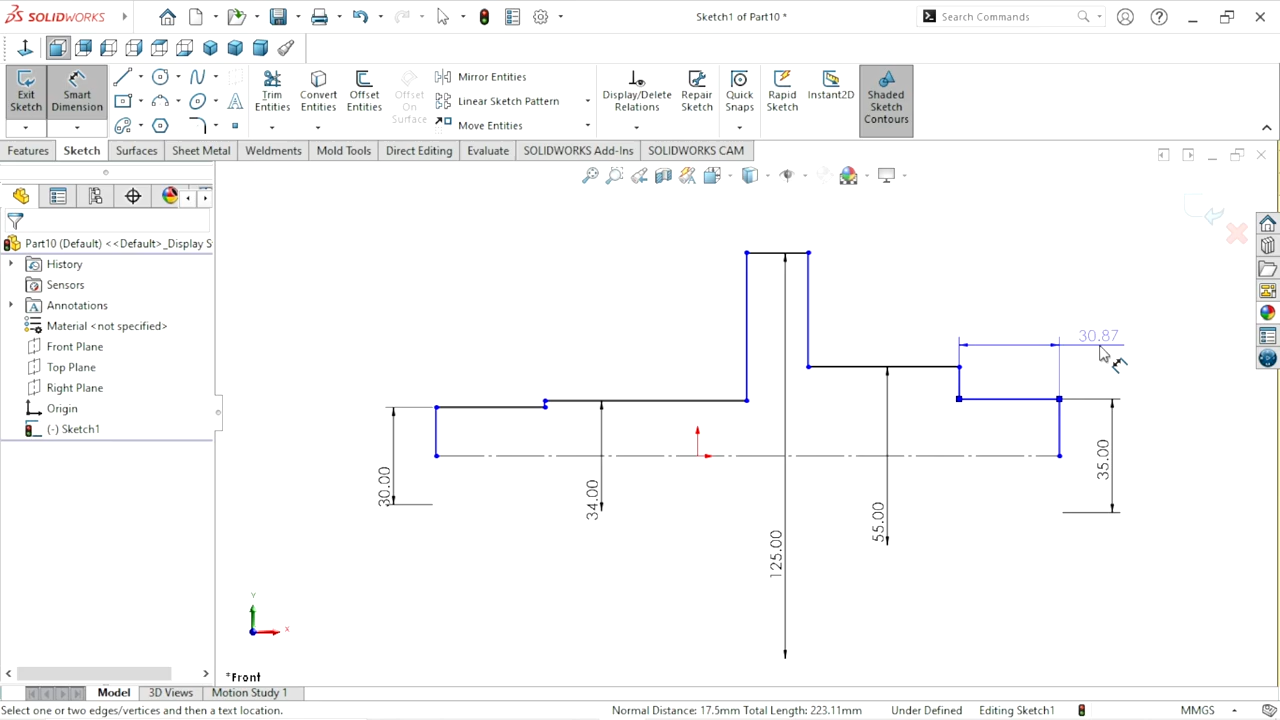 SOLIDWORKS
Sketch1 of Part10 *
Search Commands
Exit Sketch
Smart Dimension
Trim Entities
Convert Entities
Offset Entities
Offset On Surface
Mirror Entities
Linear Sketch Pattern
Move Entities
Display/Delete Relations
Repair Sketch
Quick Snaps
Rapid Sketch
Instant2D
Shaded Sketch Contours
Features
Sketch
Surfaces
Sheet Metal
Weldments
Mold Tools
Direct Editing
Evaluate
SOLIDWORKS Add-Ins
SOLIDWORKS CAM
Part10 (Default) <<Default>_Display S
History
Sensors
Annotations
Material <not specified>
Front Plane
Top Plane
Right Plane
Origin
(-) Sketch1
30.87
30.00
34.00
125.00
55.00
35.00
Y
X
*Front
Model
3D Views
Motion Study 1
Select one or two edges/vertices and then a text location.
Normal Distance: 17.5mm Total Length: 223.11mm
Under Defined
Editing Sketch1
MMGS